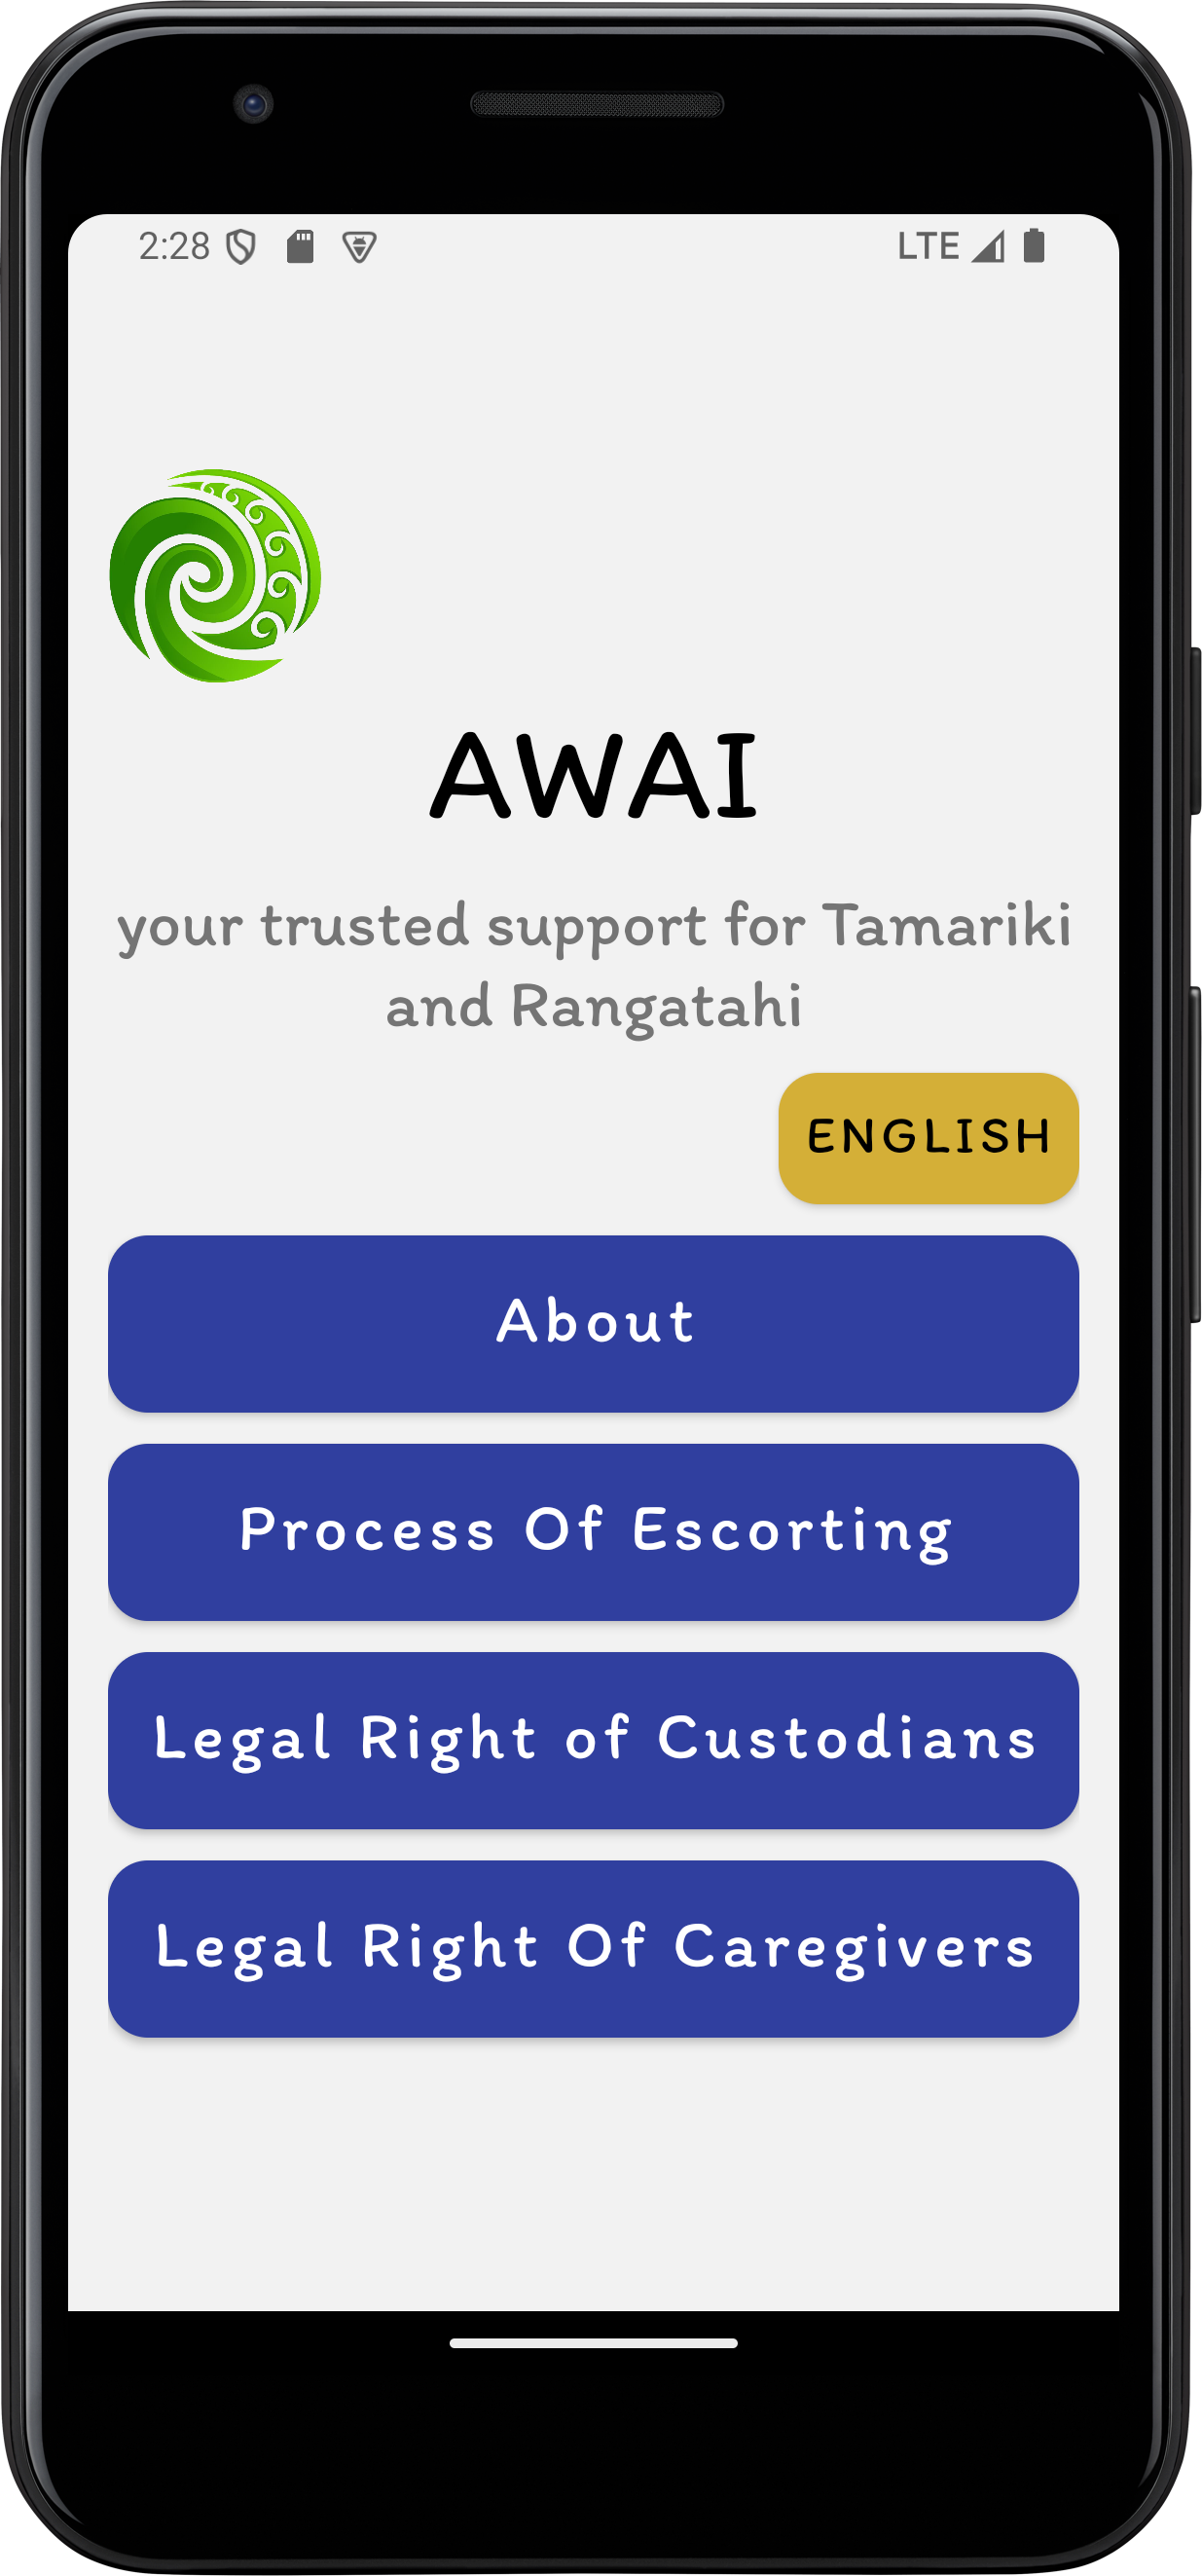 2:28 LTE
AWAI
your trusted support for Tamariki
and Rangatahi
ENGLISH
About
Process Of Escorting
Legal Right of Custodians
Legal Right Of Caregivers